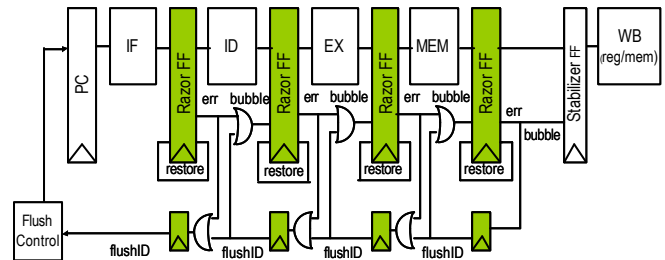 PC
IF
Razor FF
ID
Razor FF
EX
Razor FF
MEM
Razor FF
Stabilizer FF
WB
(reg/mem)
err
bubble
err
bubble
err
bubble
err
bubble
restore
restore
restore
restore
Flush
Control
flushID
flushID
flushID
flushID